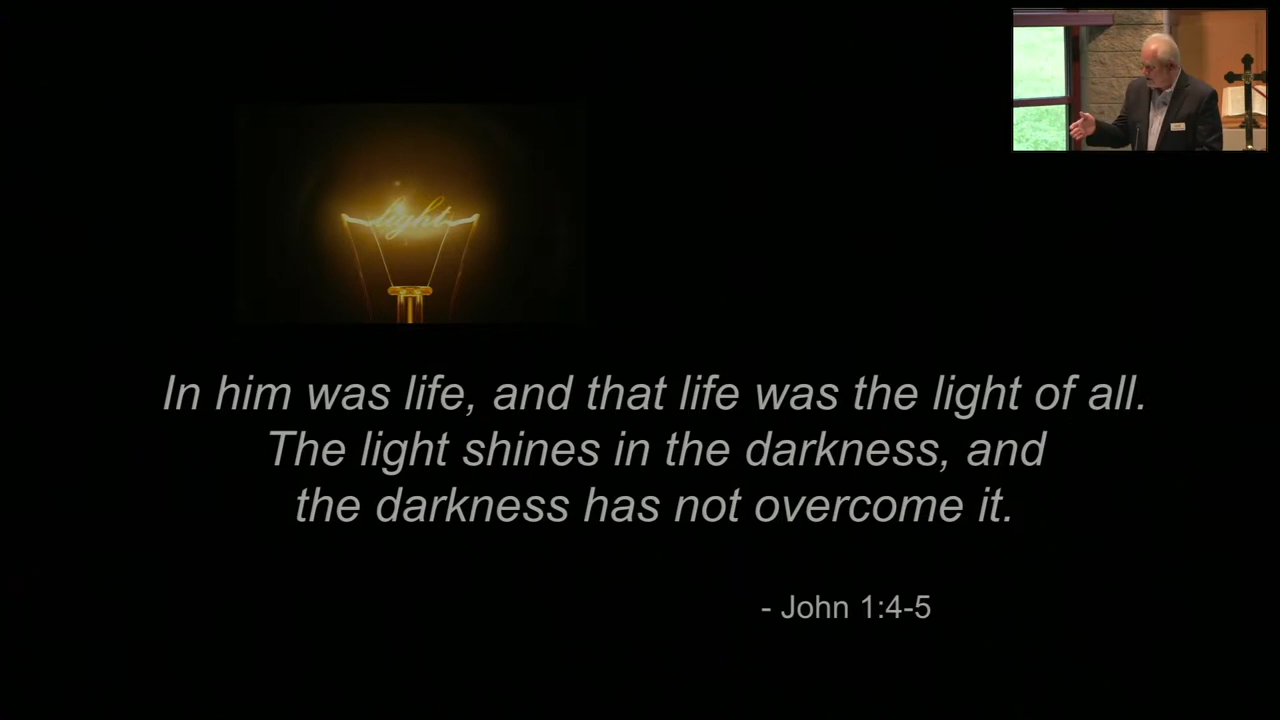 light
In him was life, and that life was the light of all.
The light shines in the darkness, and
the darkness has not overcome it.
- John 1:4-5